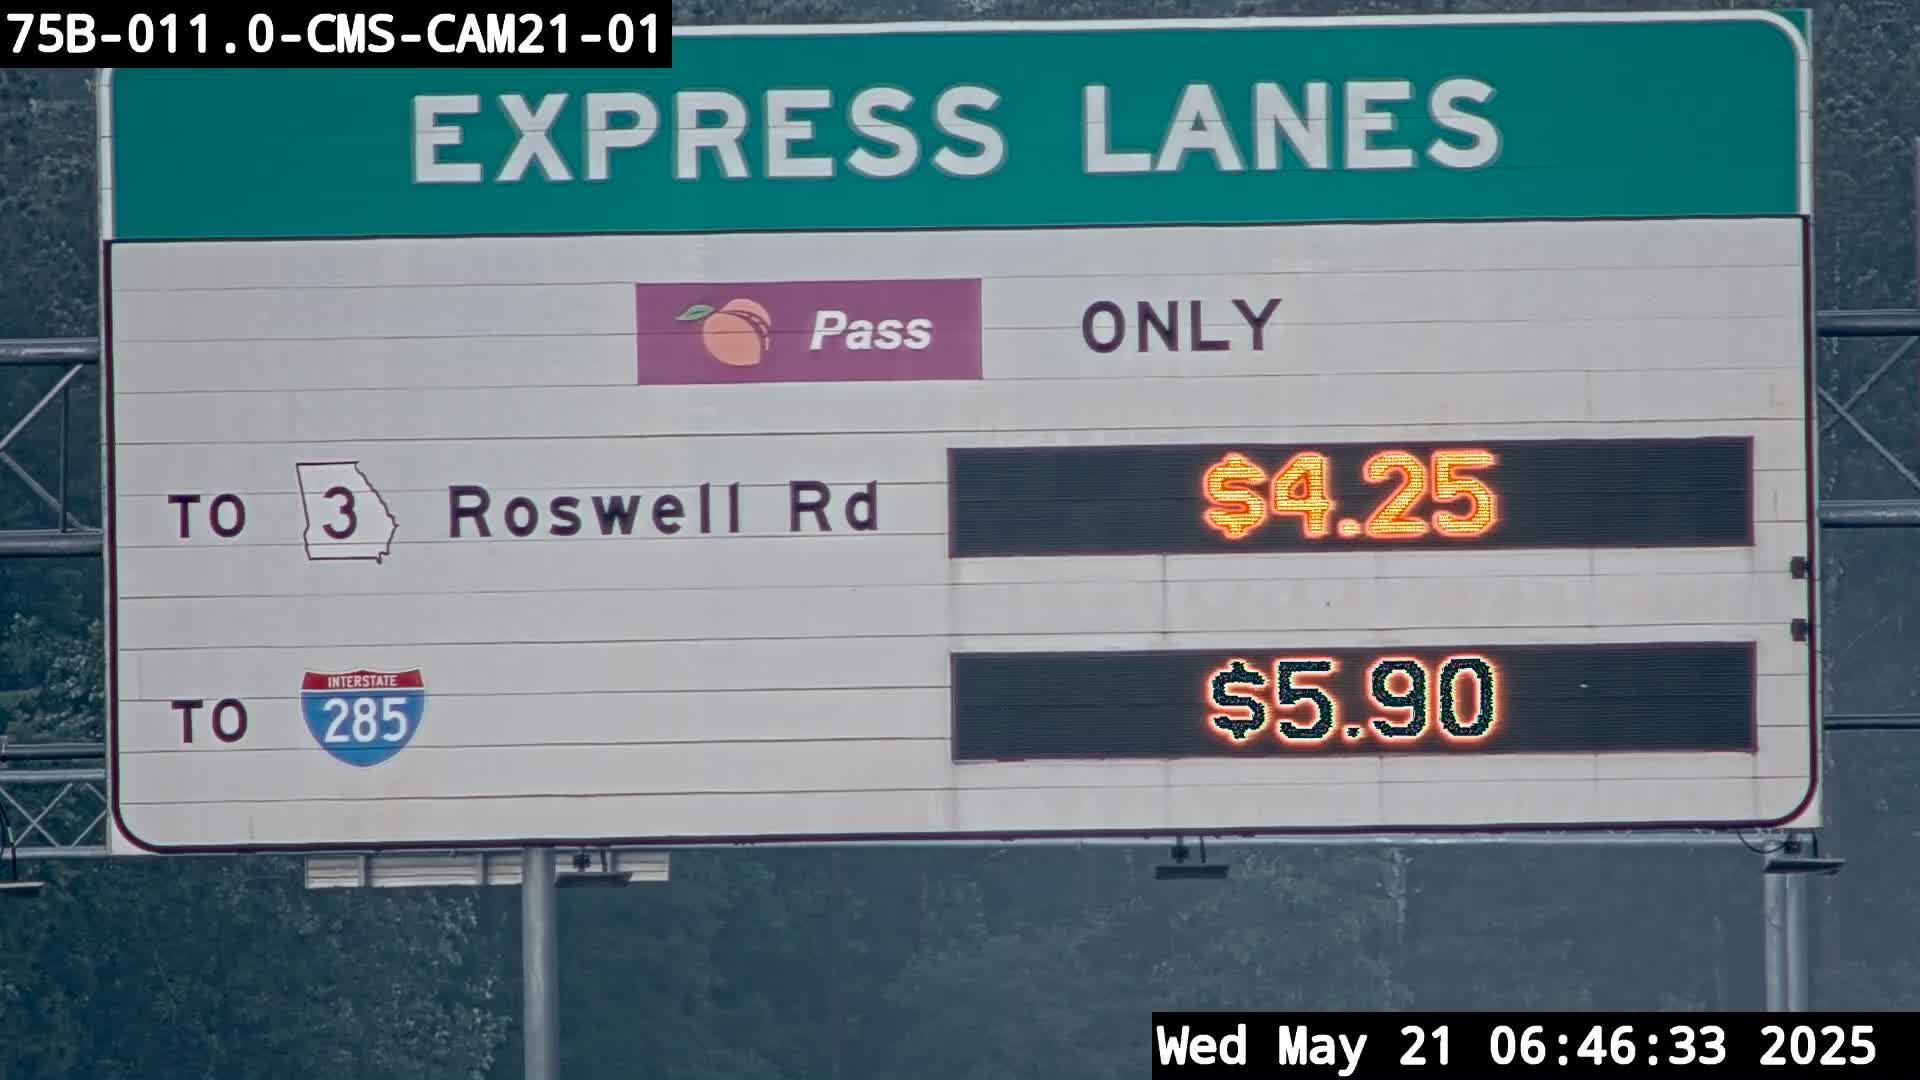 75B-011.0-CMS-CAM21-01
EXPRESS LANES
Pass ONLY
TO 3 Roswell Rd $4.25
INTERSTATE
TO 285 $5.90
Wed May 21 06:46:33 2025